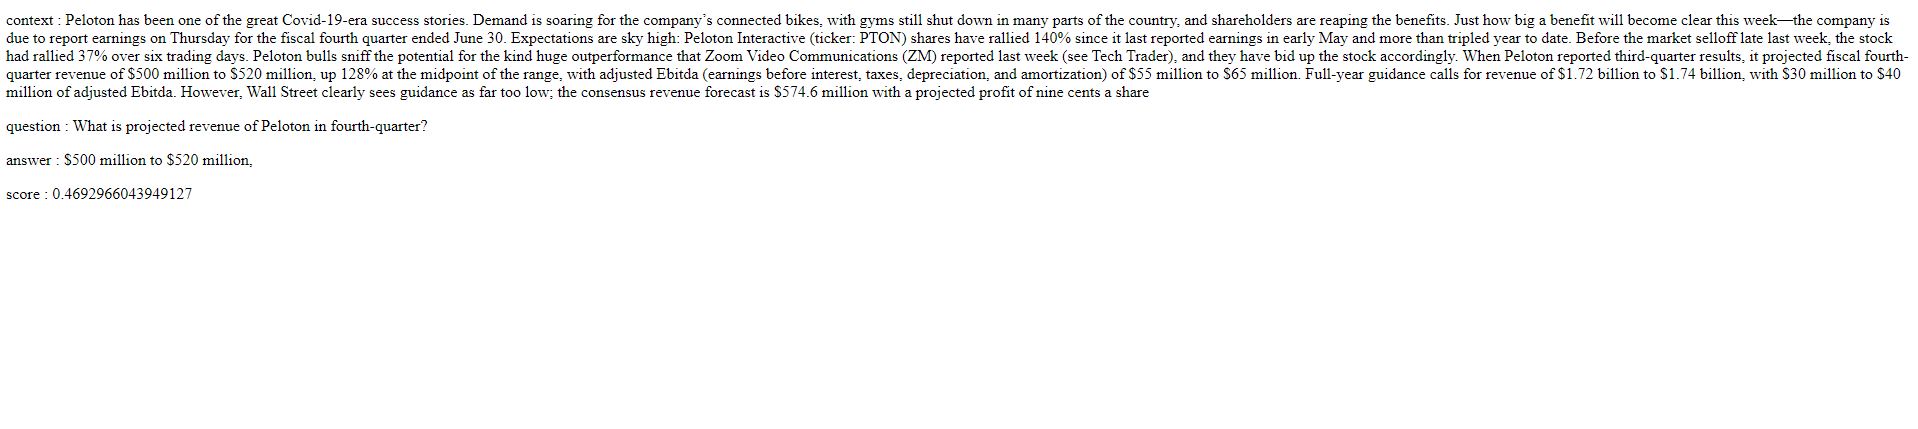 context : Peloton has been one of the great Covid-19-era success stories. Demand is soaring for the company’s connected bikes, with gyms still shut down in many parts of the country, and shareholders are reaping the benefits. Just how big a benefit will become clear this week—the company is
due to report earnings on Thursday for the fiscal fourth quarter ended June 30. Expectations are sky high: Peloton Interactive (ticker: PTON) shares have rallied 140% since it last reported earnings in early May and more than tripled year to date. Before the market selloff late last week, the stock
had rallied 37% over six trading days. Peloton bulls sniff the potential for the kind huge outperformance that Zoom Video Communications (ZM) reported last week (see Tech Trader), and they have bid up the stock accordingly. When Peloton reported third-quarter results, it projected fiscal fourth-
quarter revenue of $500 million to $520 million, up 128% at the midpoint of the range, with adjusted Ebitda (earnings before interest, taxes, depreciation, and amortization) of $55 million to $65 million. Full-year guidance calls for revenue of $1.72 billion to $1.74 billion, with $30 million to $40
million of adjusted Ebitda. However, Wall Street clearly sees guidance as far too low; the consensus revenue forecast is $574.6 million with a projected profit of nine cents a share
question : What is projected revenue of Peloton in fourth-quarter?
answer : $500 million to $520 million,
score : 0.4692966043949127